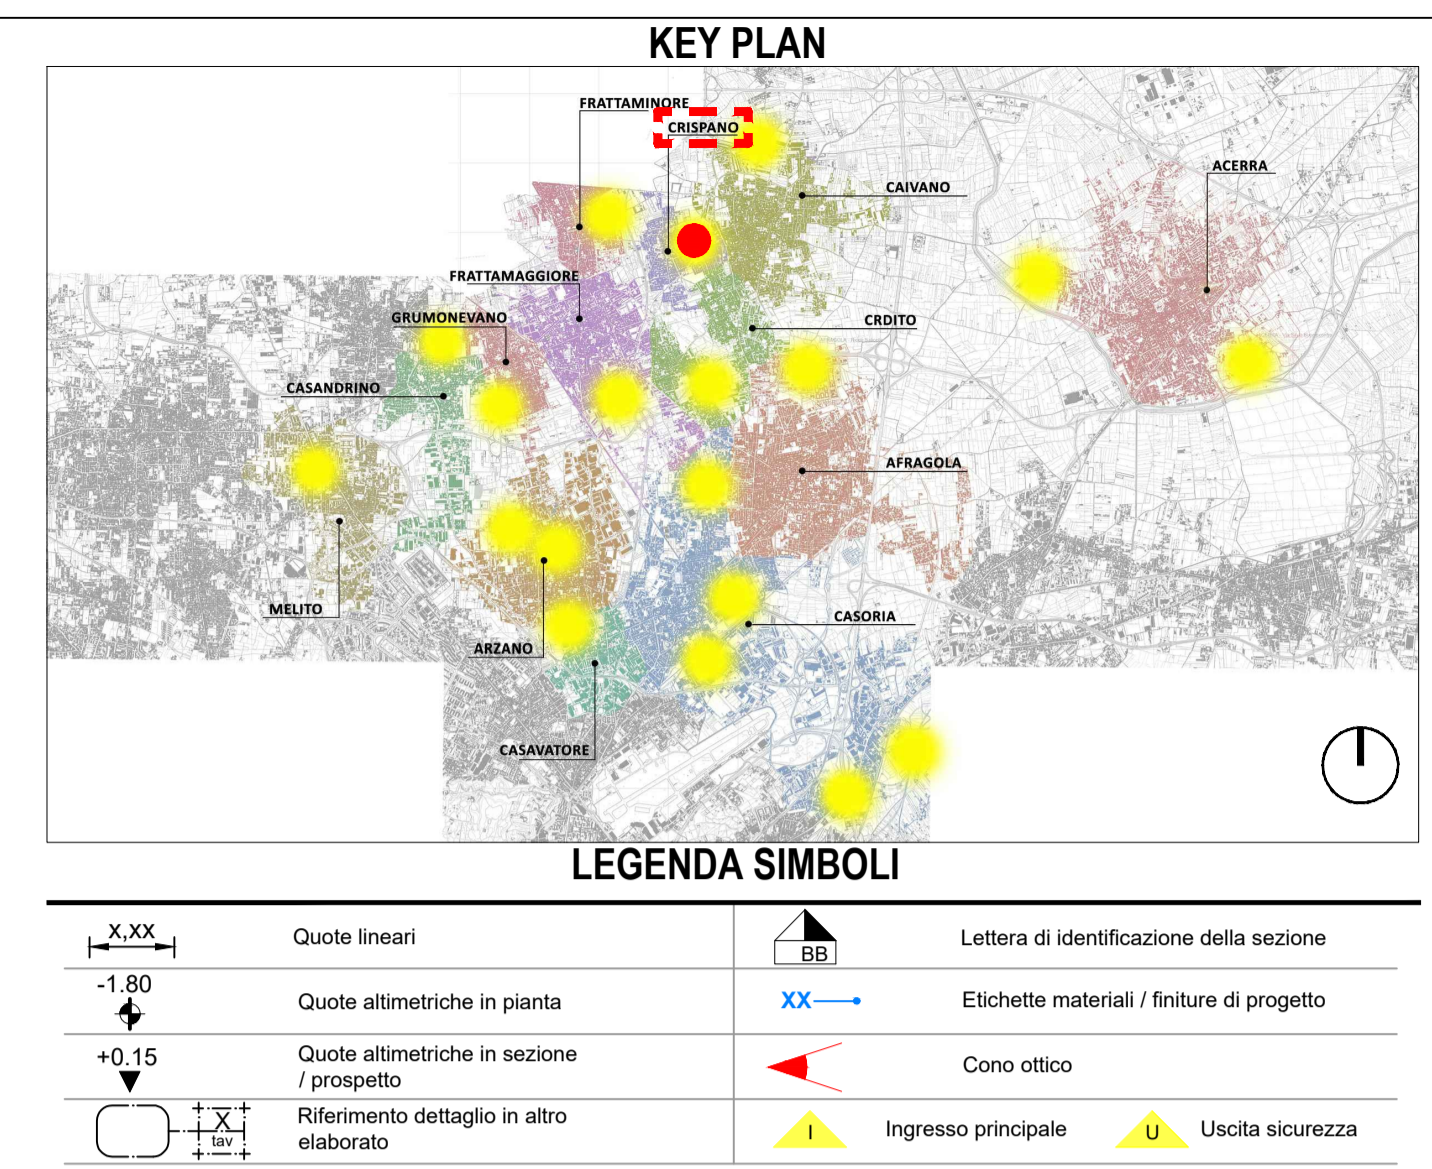 KEY PLAN
FRATTAMINORE
CRISPANO
ACERRA
CAIVANO
FRATTAMAGGIORE
GRUMONEVANO
CRDITO
CASANDRINO
AFRAGOLA
MELITO
CASORIA
ARZANO
CASAVATORE
LEGENDA SIMBOLI
x,xx
Quote lineari
BB
Lettera di identificazione della sezione
-1.80
Quote altimetriche in pianta
XX
Etichette materiali / finiture di progetto
+0.15
Quote altimetriche in sezione
/ prospetto
Cono ottico
X
tav
Riferimento dettaglio in altro
elaborato
I
Ingresso principale
U
Uscita sicurezza